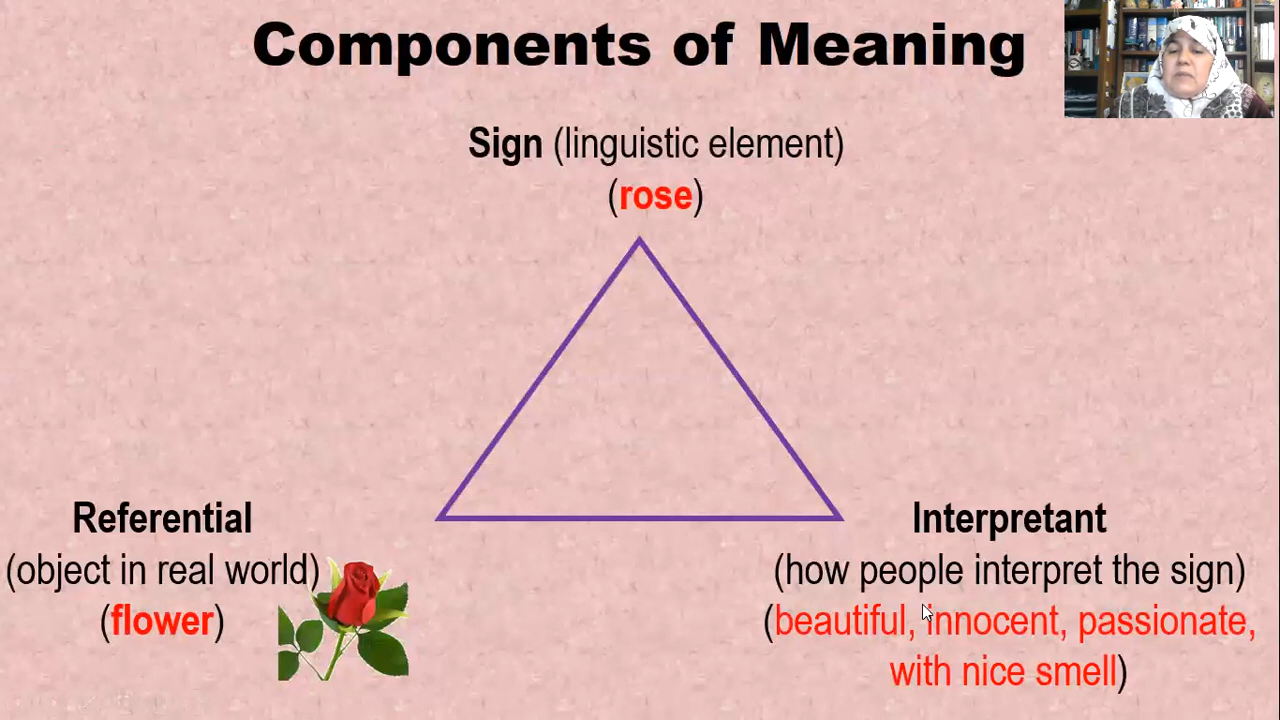 Components of Meaning
Sign (linguistic element)
(rose)
Referential
(object in real world)
(flower)
Interpretant
(how people interpret the sign)
(beautiful, innocent, passionate,
with nice smell)